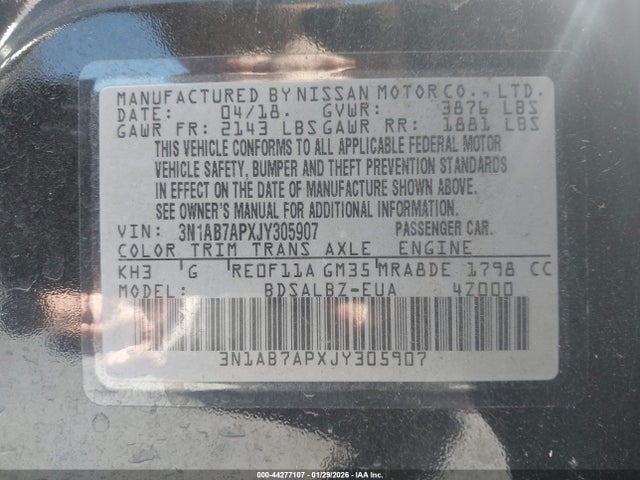 MANUFACTURED BY NISSAN MOTOR CO., LTD.
DATE: 04/18. GVWR: 3876 LBS
GAWR FR: 2143 LBS GAWR RR: 1881 LBS
THIS VEHICLE CONFORMS TO ALL APPLICABLE FEDERAL MOTOR
VEHICLE SAFETY, BUMPER AND THEFT PREVENTION STANDARDS
IN EFFECT ON THE DATE OF MANUFACTURE SHOWN ABOVE.
SEE OWNER'S MANUAL FOR ADDITIONAL INFORMATION.
VIN: 3N1AB7APXJY305907 PASSENGER CAR.
COLOR TRIM TRANS AXLE ENGINE
KH3 G RE0F11A GM35 MRA8DE 1798 CC
MODEL: BDSALBZ-EUA 4Z000
3N1AB7APXJY305907
000-44277107 - 01/29/2026 - IAA Inc.